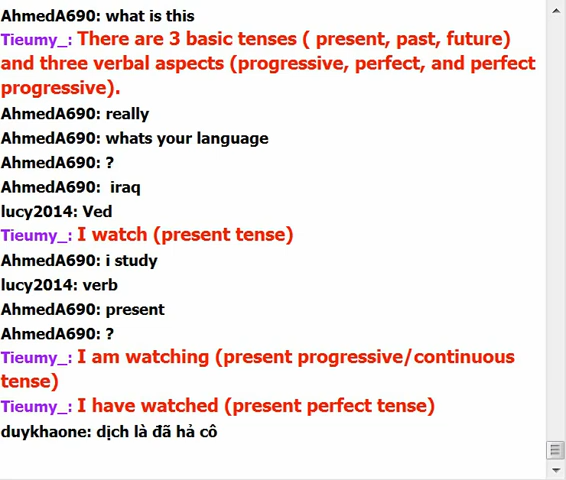 AhmedA690: what is this
Tieumy_: There are 3 basic tenses ( present, past, future)
and three verbal aspects (progressive, perfect, and perfect
progressive).
AhmedA690: really
AhmedA690: whats your language
AhmedA690: ?
AhmedA690:  iraq
lucy2014: Ved
Tieumy_: I watch (present tense)
AhmedA690: i study
lucy2014: verb
AhmedA690: present
AhmedA690: ?
Tieumy_: I am watching (present progressive/continuous
tense)
Tieumy_: I have watched (present perfect tense)
duykhaone: dịch là đã hả cô